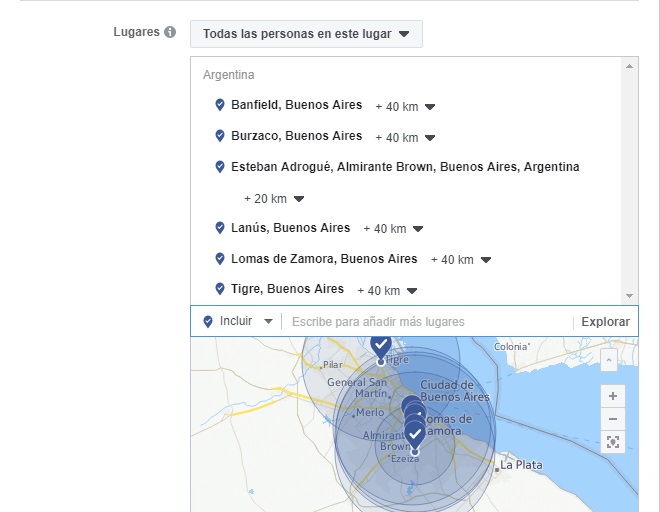 Lugares
Todas las personas en este lugar
Argentina
Banfield, Buenos Aires + 40 km
Burzaco, Buenos Aires + 40 km
Esteban Adrogué, Almirante Brown, Buenos Aires, Argentina
+ 20 km
Lanús, Buenos Aires + 40 km
Lomas de Zamora, Buenos Aires + 40 km
Tigre, Buenos Aires + 40 km
Incluir Escribe para añadir más lugares Explorar
Colonia
Tigre
Pilar
General San
Martín
Ciudad de
Buenos Aires
Merlo
Lomas de
Zamora
Almirante
Brown
Ezeiza
La Plata